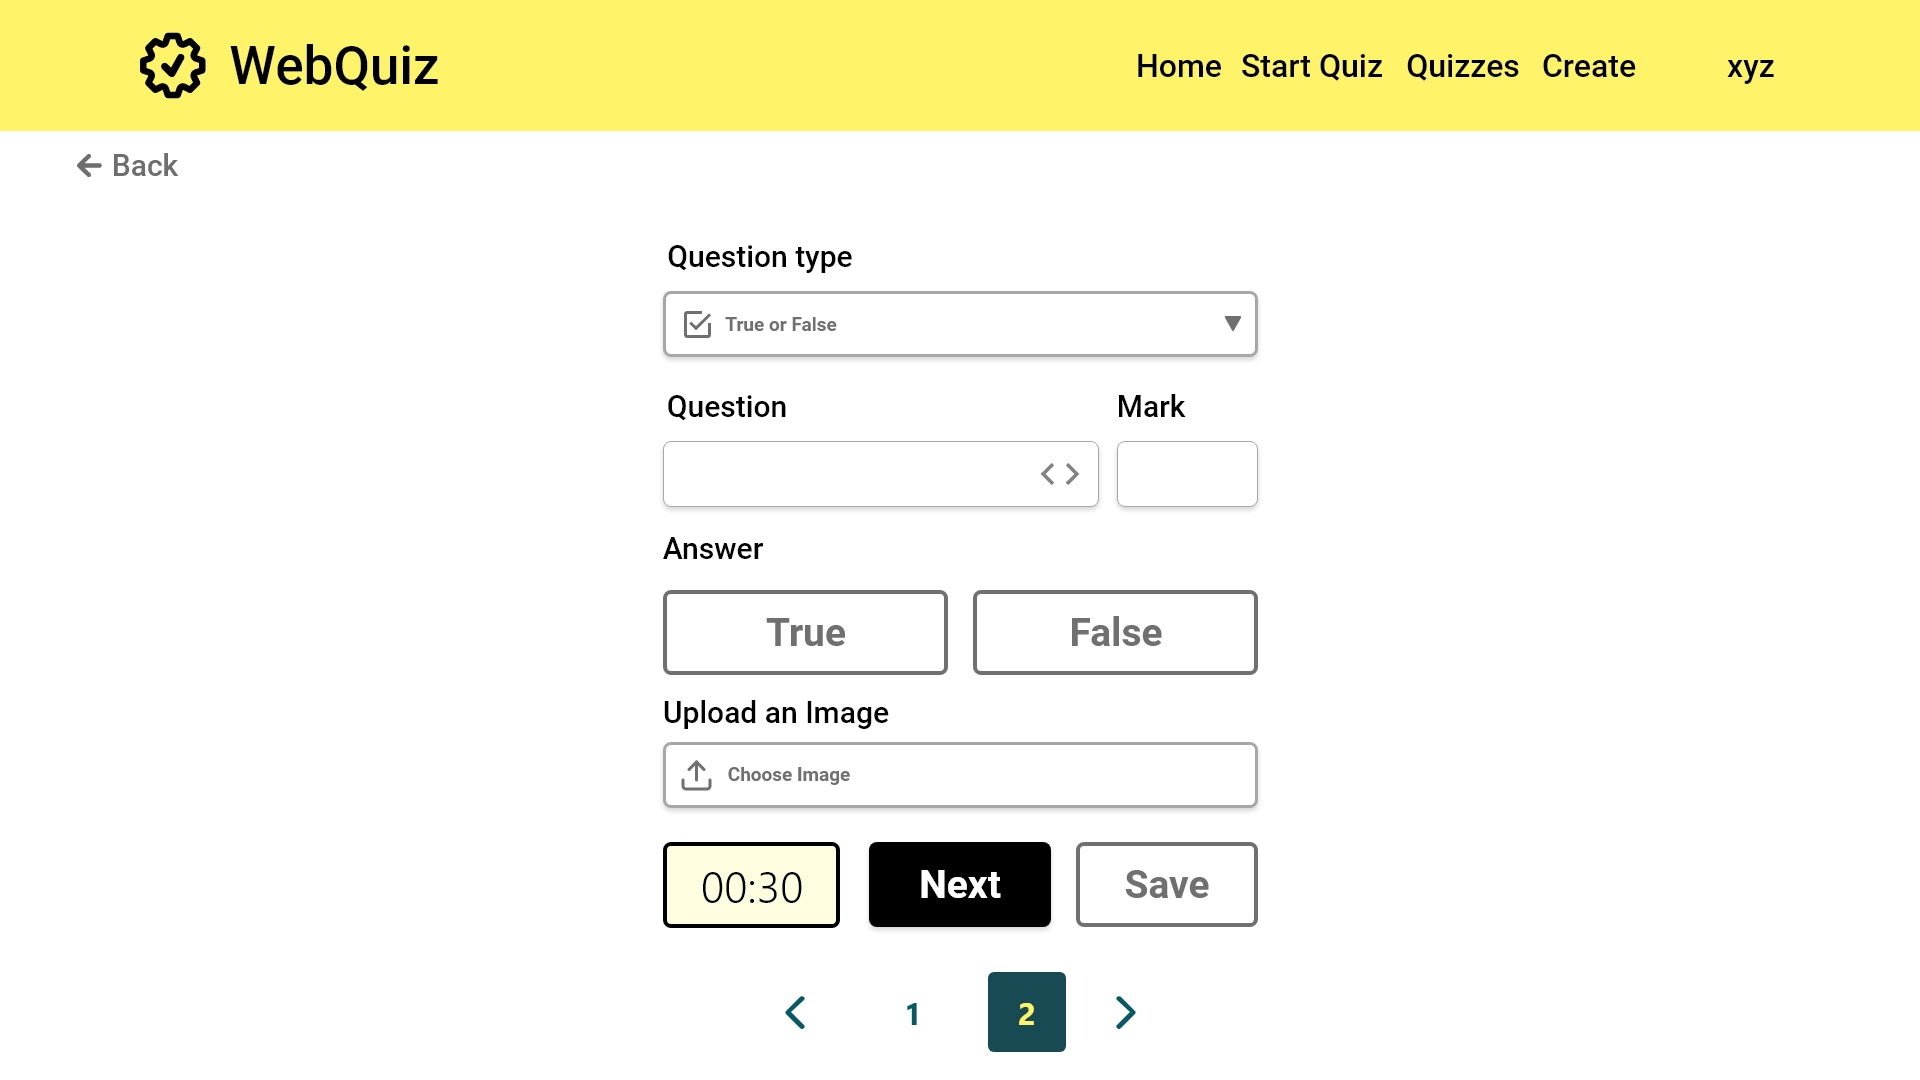 WebQuiz
Home Start Quiz Quizzes Create xyz
Back
Question type
True or False
Question Mark
Answer
True False
Upload an Image
Choose Image
00:30 Next Save
1 2